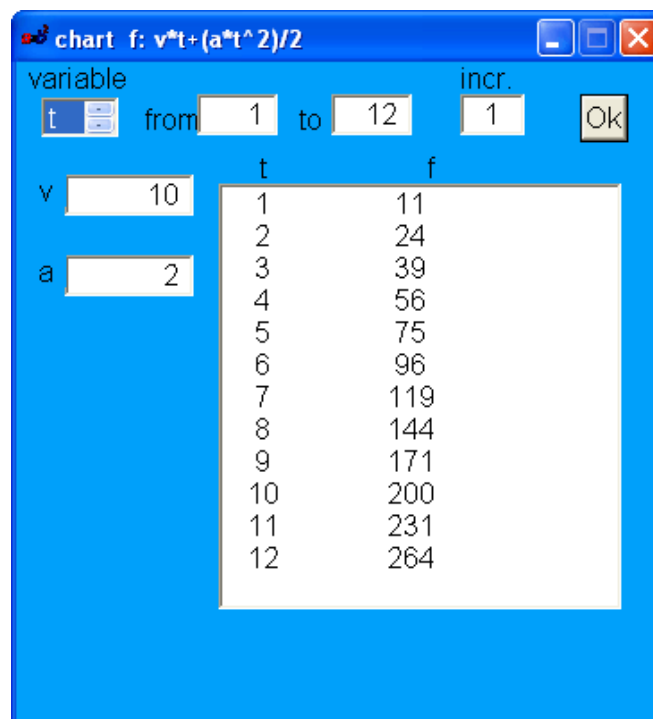 chart f: v*t+(a*t^2)/2
variable incr.
t from 1 to 12 1 Ok
t f
v 10
a 2
1 11
2 24
3 39
4 56
5 75
6 96
7 119
8 144
9 171
10 200
11 231
12 264